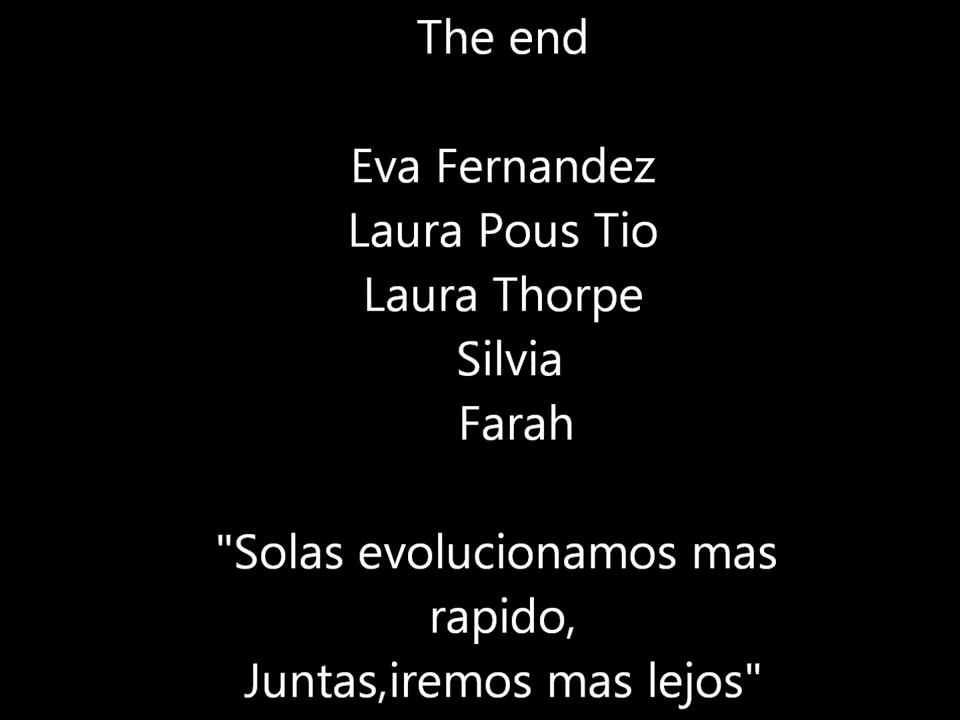 The end
Eva Fernandez
Laura Pous Tio
Laura Thorpe
Silvia
Farah
"Solas evolucionamos mas
rapido,
Juntas,iremos mas lejos"